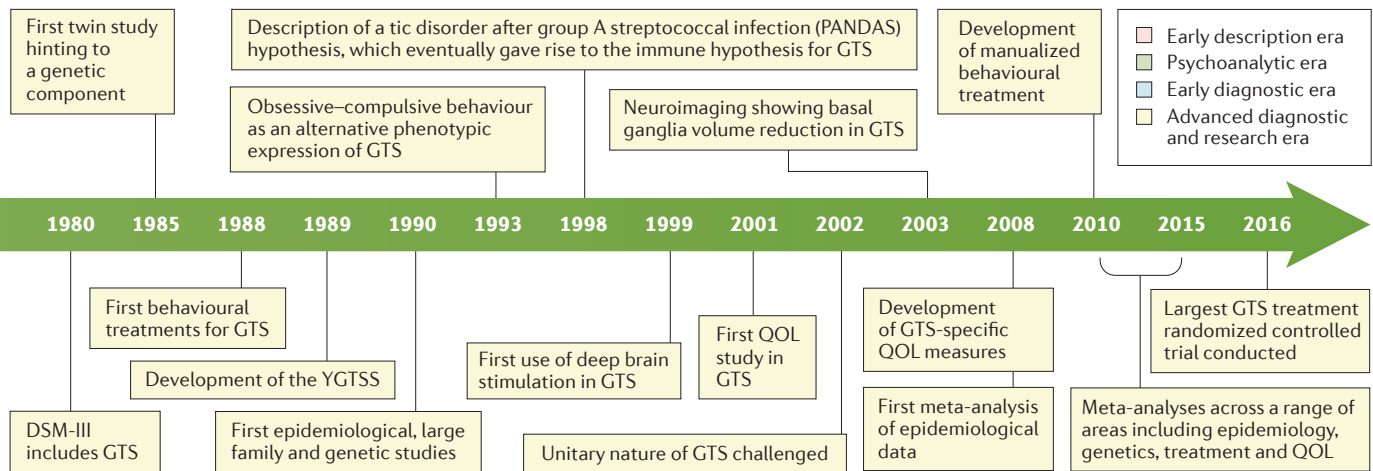 First twin study
hinting to
a genetic
component
Description of a tic disorder after group A streptococcal infection (PANDAS)
hypothesis, which eventually gave rise to the immune hypothesis for GTS
Obsessive–compulsive behaviour
as an alternative phenotypic
expression of GTS
Neuroimaging showing basal
ganglia volume reduction in GTS
Development
of manualized
behavioural
treatment
Early description era
Psychoanalytic era
Early diagnostic era
Advanced diagnostic
and research era
1980 1985 1988 1989 1990 1993 1998 1999 2001 2002 2003 2008 2010 2015 2016
First behavioural
treatments for GTS
Development of the YGTSS
DSM-III
includes GTS
First epidemiological, large
family and genetic studies
First use of deep brain
stimulation in GTS
Unitary nature of GTS challenged
First QOL
study in
GTS
Development
of GTS-specific
QOL measures
First meta-analysis
of epidemiological
data
Largest GTS treatment
randomized controlled
trial conducted
Meta-analyses across a range of
areas including epidemiology,
genetics, treatment and QOL